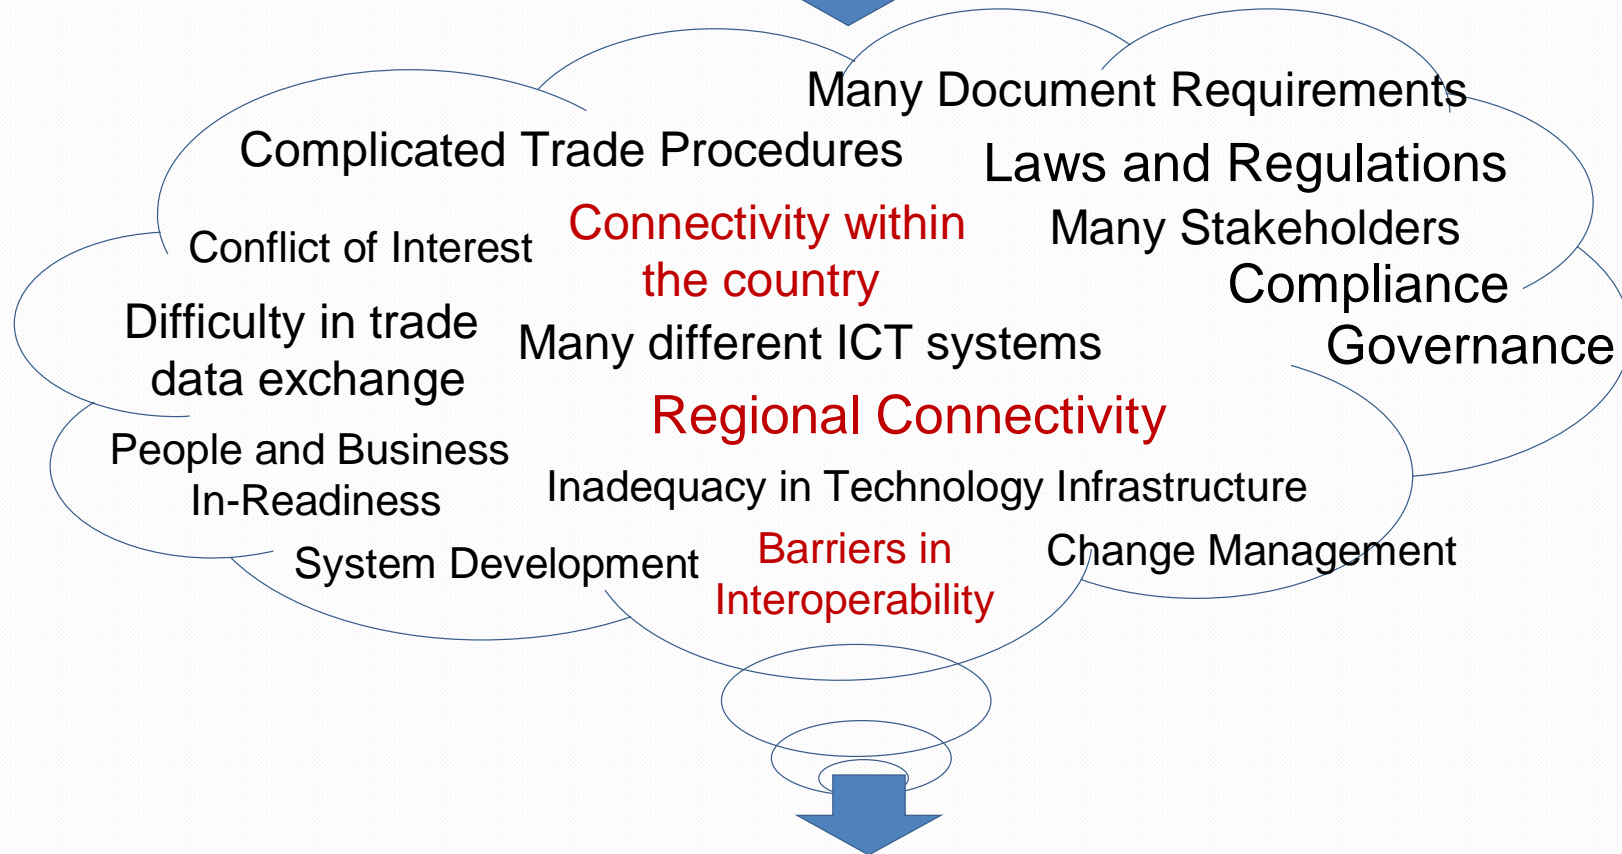 Many Document Requirements
Complicated Trade Procedures
Laws and Regulations
Connectivity within
the country
Many Stakeholders
Conflict of Interest
Compliance
Difficulty in trade
data exchange
Many different ICT systems
Governance
Regional Connectivity
People and Business
In-Readiness
Inadequacy in Technology Infrastructure
System Development
Barriers in
Interoperability
Change Management